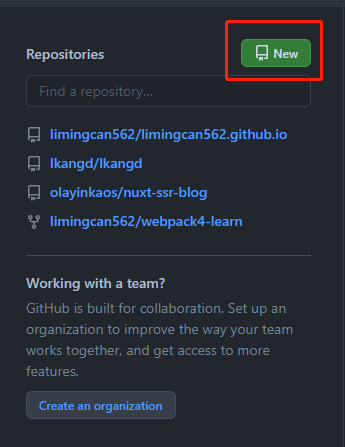 Repositories
New
Find a repository...
limingcan562/limingcan562.github.io
lkangd/lkangd
olayinkaos/nuxt-ssr-blog
limingcan562/webpack4-learn
Working with a team?
GitHub is built for collaboration. Set up an
organization to improve the way your team
works together, and get access to more
features.
Create an organization